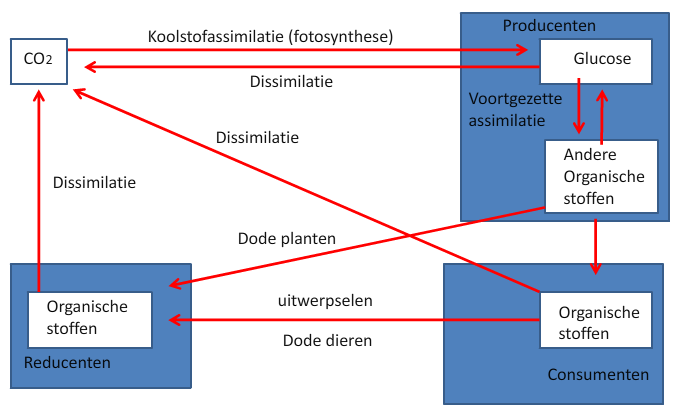 Producenten
Koolstofassimilatie (fotosynthese)
CO2
Glucose
Dissimilatie
Voortgezette
assimilatie
Dissimilatie
Andere
Organische
stoffen
Dissimilatie
Dode planten
uitwerpselen
Organische
stoffen
Organische
stoffen
Dode dieren
Reducenten
Consumenten